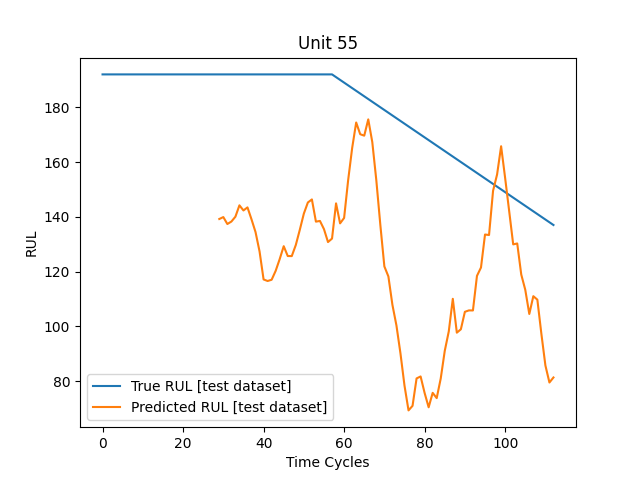 Unit 55
RUL
180
160
140
120
100
80
True RUL [test dataset]
Predicted RUL [test dataset]
0 20 40 60 80 100
Time Cycles